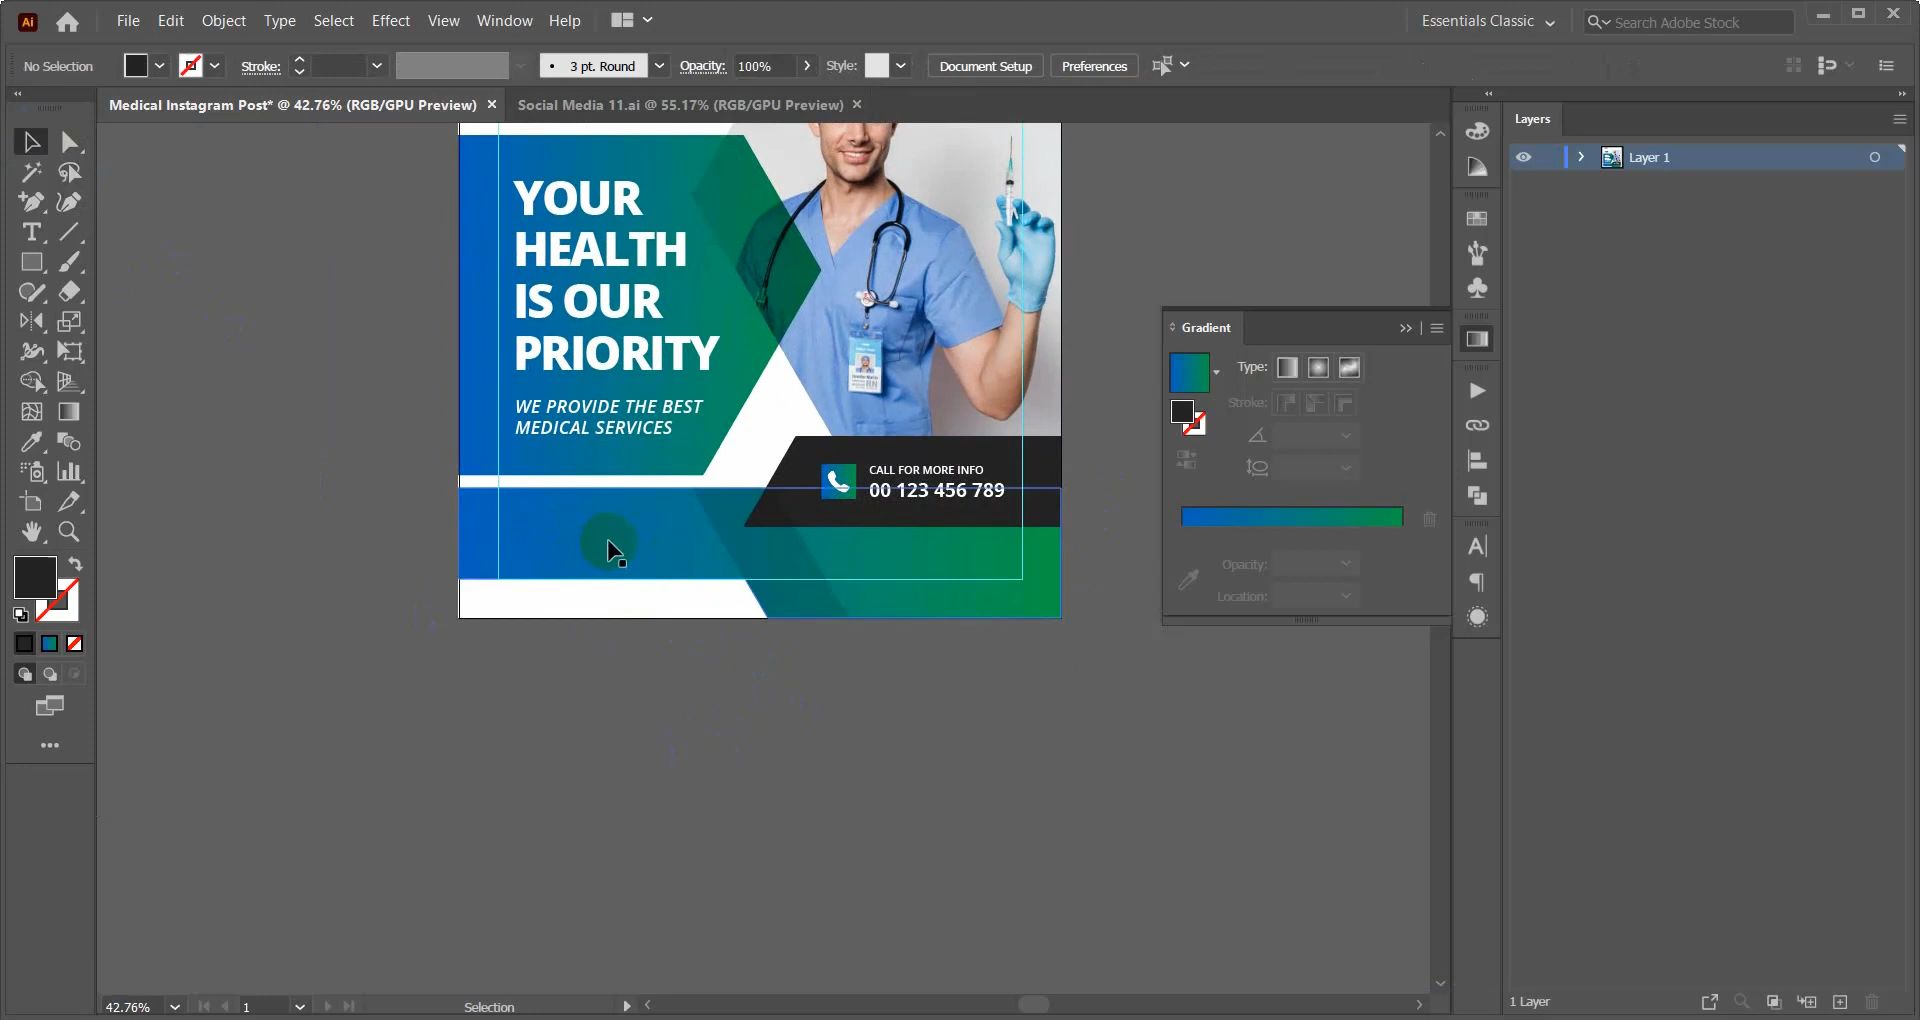 Ai File Edit Object Type Select Effect View Window Help Essentials Classic Search Adobe Stock
No Selection Stroke: 3 pt. Round Opacity: 100% Style: Document Setup Preferences
Medical Instagram Post* @ 42.76% (RGB/GPU Preview) Social Media 11.ai @ 55.17% (RGB/GPU Preview)
Layers
Layer 1
YOUR
HEALTH
IS OUR
PRIORITY
WE PROVIDE THE BEST
MEDICAL SERVICES
RN
CALL FOR MORE INFO
00 123 456 789
Gradient
Type:
Stroke:
Opacity:
Location:
42.76% 1 Selection
1 Layer